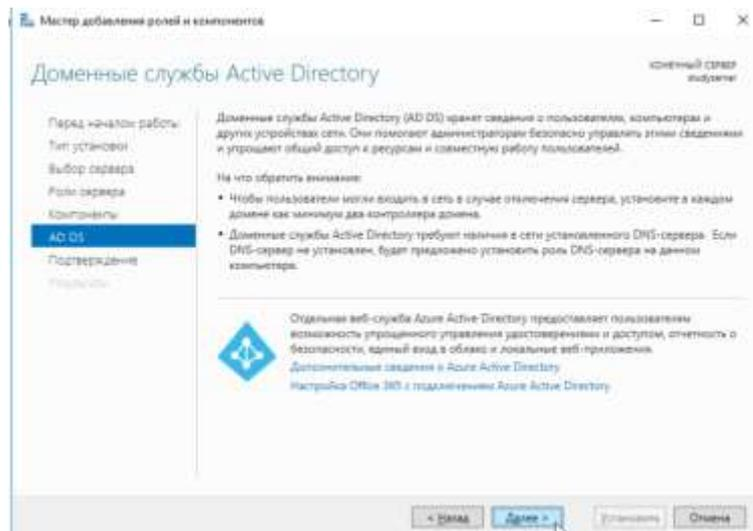 Мастер добавления ролей и компонентов
Доменные службы Active Directory
КОНЕЧНЫЙ СЕРВЕР
studyserver
Перед началом работы
Тип установки
Выбор сервера
Роли сервера
Компоненты
AD DS
Подтверждение
Результаты
Доменные службы Active Directory (AD DS) хранят сведения о пользователях, компьютерах и
других устройствах сети. Они помогают администраторам безопасно управлять этими сведениями
и упрощают общий доступ к ресурсам и совместную работу пользователей.
На что обратить внимание:
• Чтобы пользователи могли входить в сеть в случае отключения сервера, установите в каждом
домене как минимум два контроллера домена.
• Доменные службы Active Directory требуют наличия в сети установленного DNS-сервера. Если
DNS-сервер не установлен, будет предложено установить роль DNS-сервера на данном
компьютере.
Отдельная веб-служба Azure Active Directory предоставляет пользователям
возможность упрощенного управления удостоверениями и доступом, отчетность о
безопасности, единый вход в облако и локальные веб-приложения.
Дополнительные сведения о Azure Active Directory
Настройка Office 365 с подключением Azure Active Directory
< Назад Далее > Установить Отмена